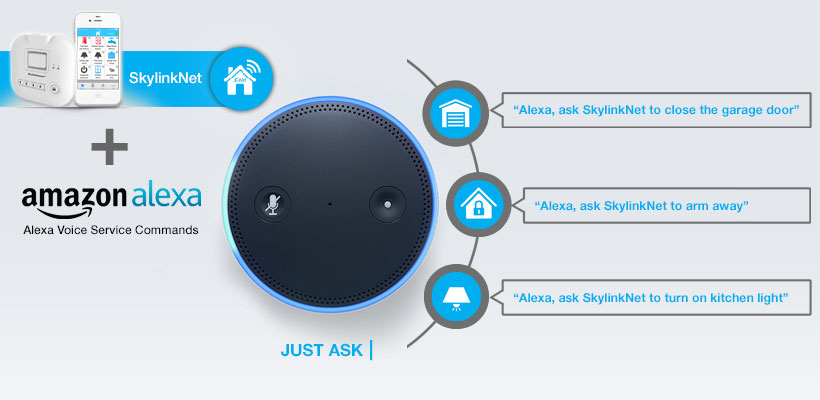 SkylinkNet
S-Net
+
amazon alexa
Alexa Voice Service Commands
“Alexa, ask SkylinkNet to close the garage door”
“Alexa, ask SkylinkNet to arm away”
“Alexa, ask SkylinkNet to turn on kitchen light”
JUST ASK |